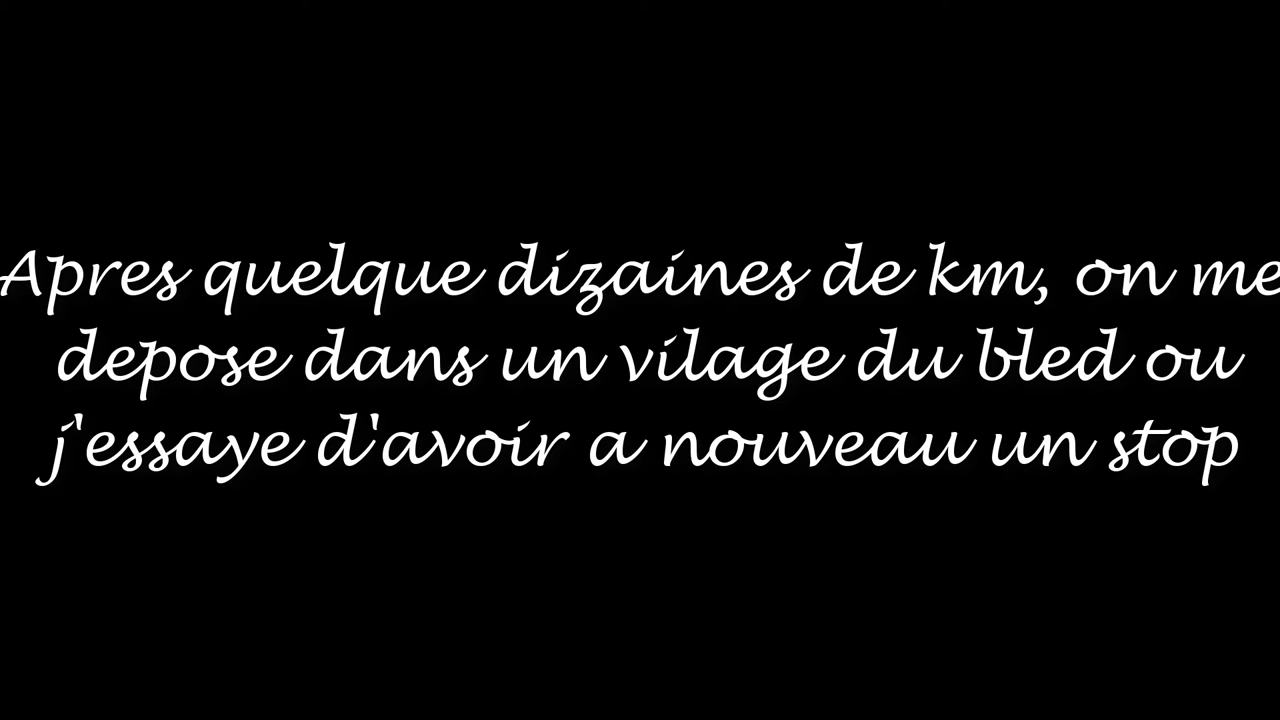 Apres quelque dizaines de km, on me
depose dans un vilage du bled ou
j'essaye d'avoir a nouveau un stop